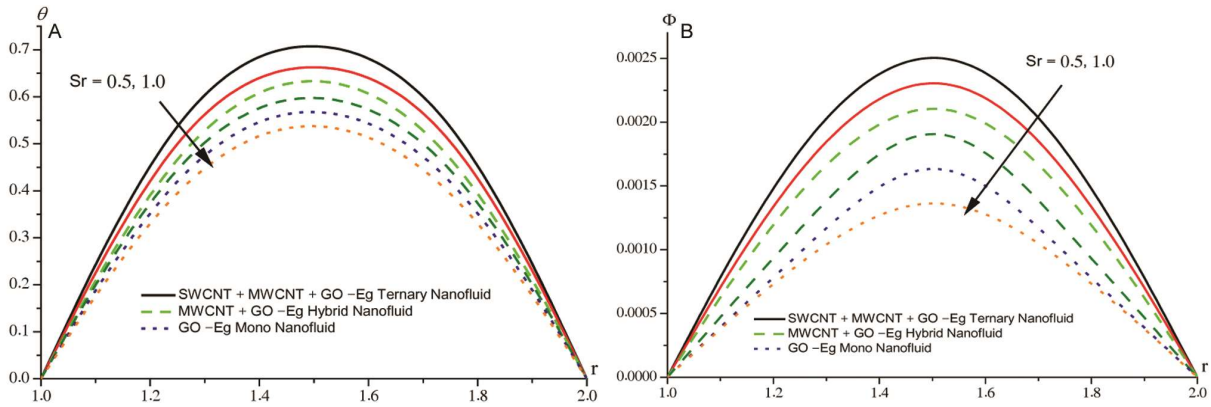 θ
A
0.7
0.6
0.5
0.4
0.3
0.2
0.1
0.0
Sr = 0.5, 1.0
SWCNT + MWCNT + GO –Eg Ternary Nanofluid
MWCNT + GO –Eg Hybrid Nanofluid
GO –Eg Mono Nanofluid
1.0 1.2 1.4 1.6 1.8 2.0
r
Φ
B
0.0025
0.0020
0.0015
0.0010
0.0005
0.0000
Sr = 0.5, 1.0
SWCNT + MWCNT + GO –Eg Ternary Nanofluid
MWCNT + GO –Eg Hybrid Nanofluid
GO –Eg Mono Nanofluid
1.0 1.2 1.4 1.6 1.8 2.0
r